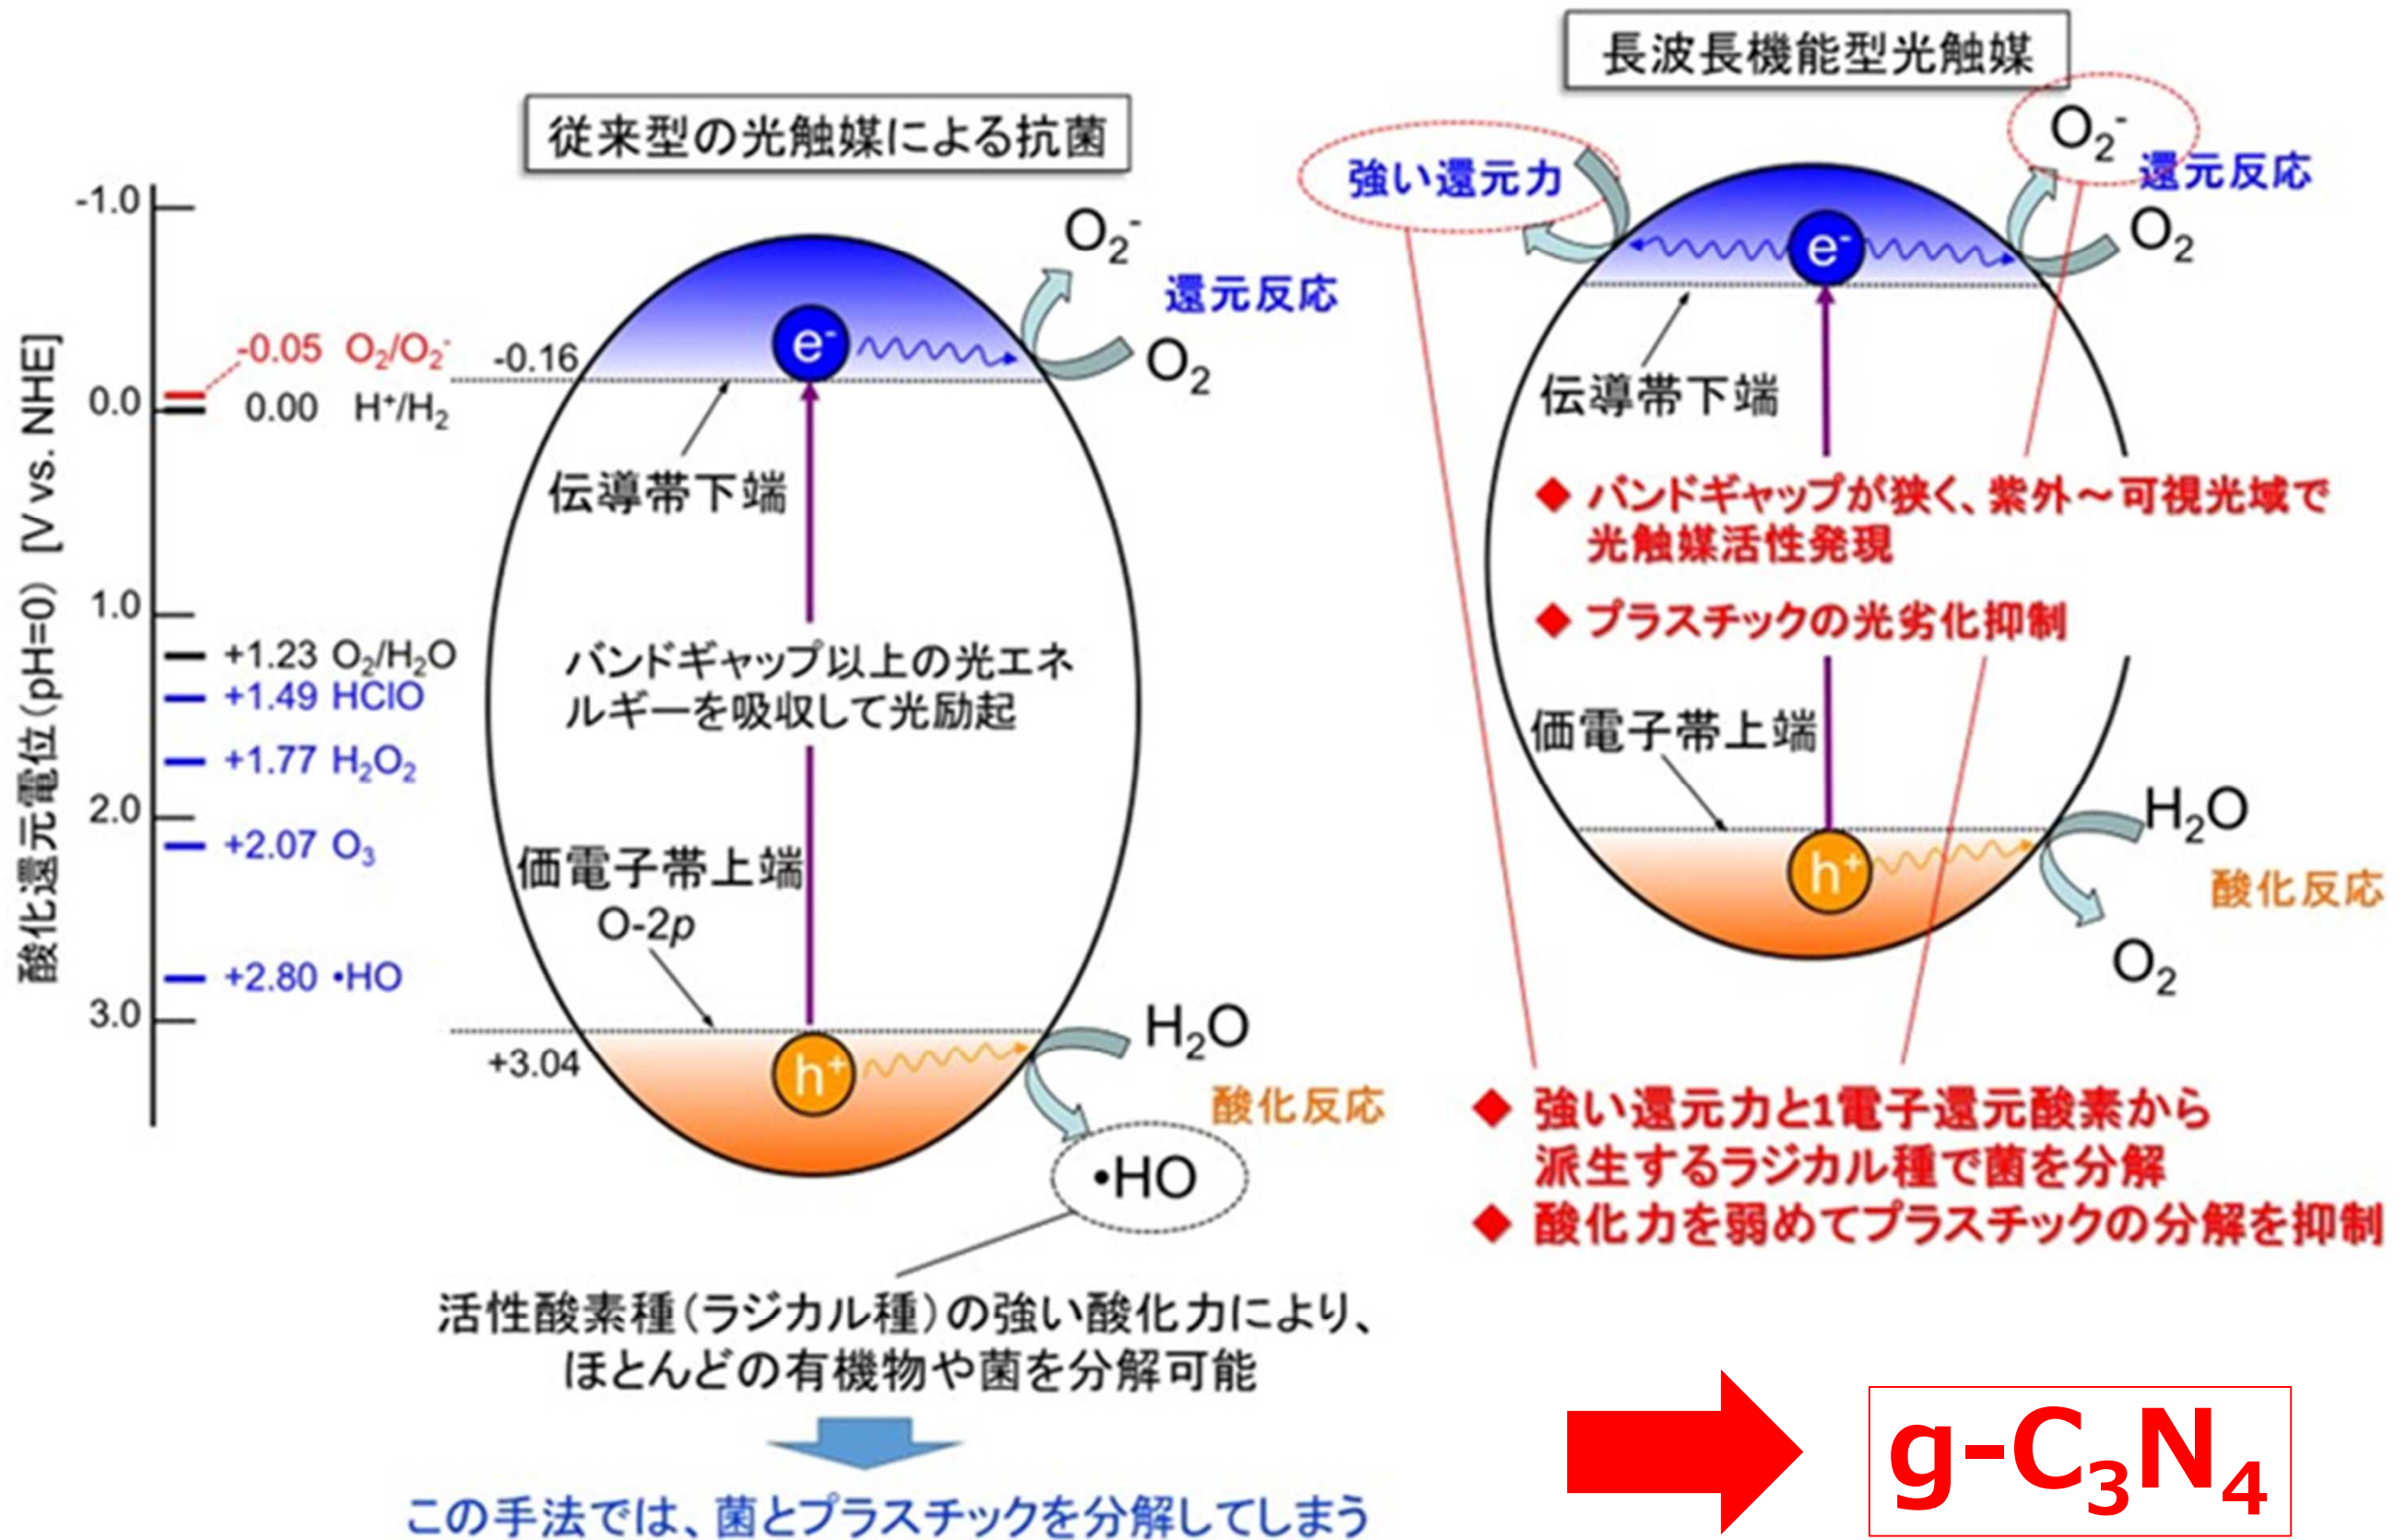 長波長機能型光触媒
従来型の光触媒による抗菌
酸化還元電位(pH=0) [V vs. NHE]
-1.0
0.0
1.0
2.0
3.0
-0.05 O₂/O₂⁻
0.00 H⁺/H₂
+1.23 O₂/H₂O
+1.49 HClO
+1.77 H₂O₂
+2.07 O₃
+2.80 •HO
-0.16
e⁻
O₂⁻
還元反応
O₂
伝導帯下端
バンドギャップ以上の光エネ
ルギーを吸収して光励起
価電子帯上端
O-2p
+3.04
h⁺
H₂O
酸化反応
•HO
活性酸素種(ラジカル種)の強い酸化力により、
ほとんどの有機物や菌を分解可能
この手法では、菌とプラスチックを分解してしまう
強い還元力
O₂⁻
還元反応
e⁻
O₂
伝導帯下端
◆ バンドギャップが狭く、紫外～可視光域で
光触媒活性発現
◆ プラスチックの光劣化抑制
価電子帯上端
h⁺
H₂O
酸化反応
O₂
◆ 強い還元力と1電子還元酸素から
派生するラジカル種で菌を分解
◆ 酸化力を弱めてプラスチックの分解を抑制
g-C₃N₄